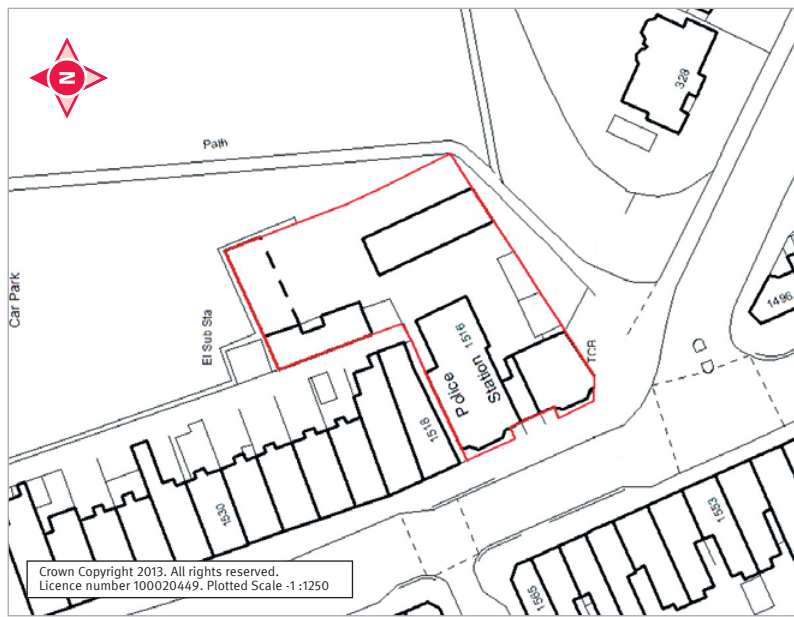 N
328
Path
Car Park
El Sub Sta
1496
Police
Station 1516
TCB
1518
1530
1553
1565
Crown Copyright 2013. All rights reserved.
Licence number 100020449. Plotted Scale -1:1250